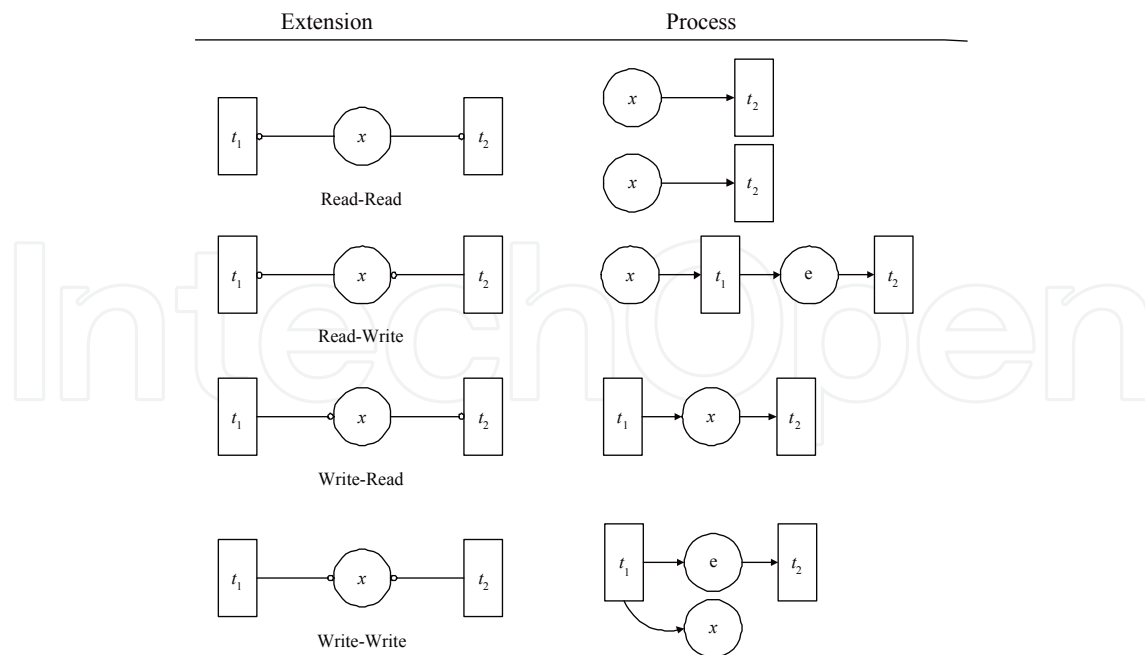 Extension Process
x t2
t1 x t2
Read-Read
x t2
t1 x t2 x t1 e t2
Read-Write
t1 x t2 t1 x t2
Write-Read
t1 x t2 t1 e t2
x
Write-Write
IntechOpen